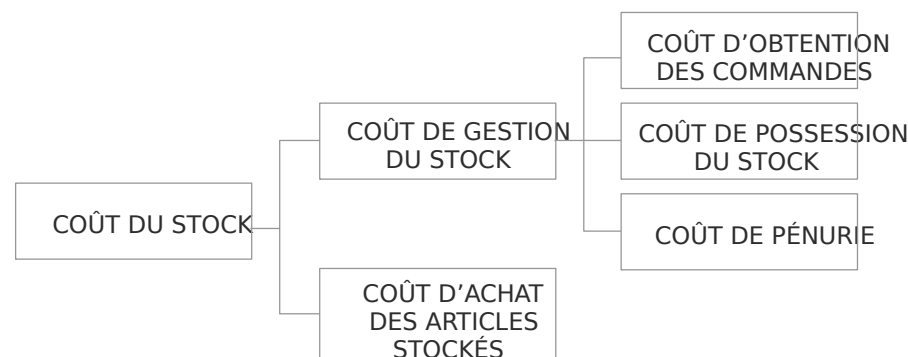 COÛT D’OBTENTION
DES COMMANDES
COÛT DE GESTION
DU STOCK
COÛT DE POSSESSION
DU STOCK
COÛT DU STOCK
COÛT DE PÉNURIE
COÛT D’ACHAT
DES ARTICLES
STOCKÉS